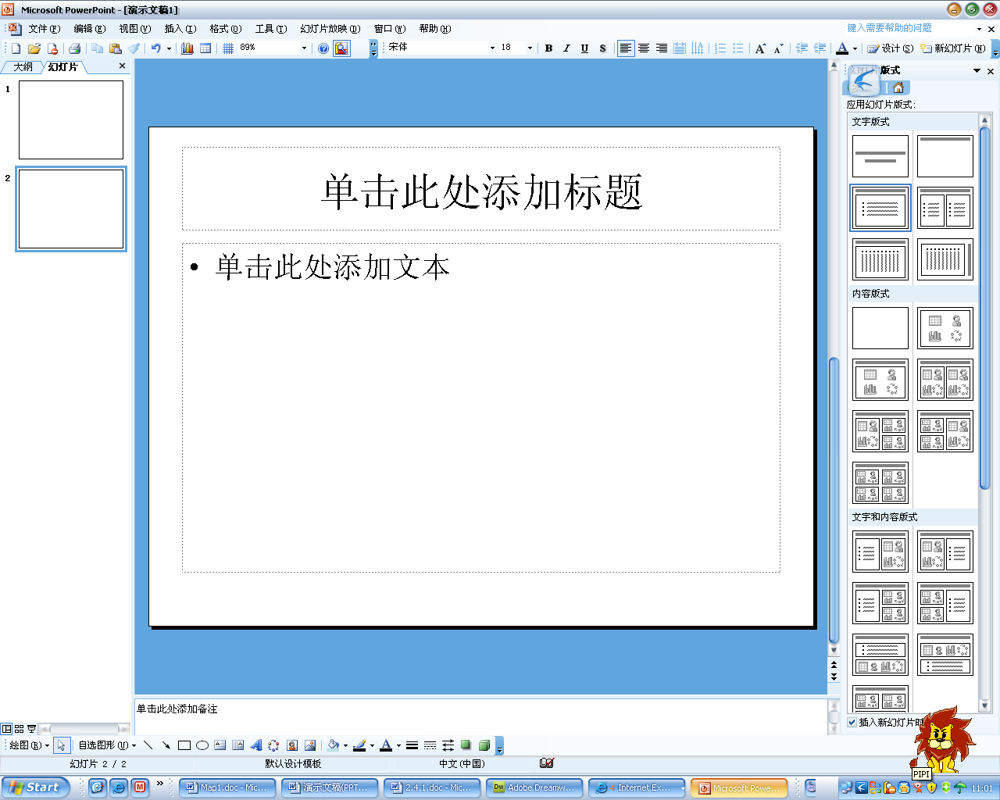 Microsoft PowerPoint - [演示文稿1]
文件(F) 编辑(E) 视图(V) 插入(I) 格式(O) 工具(T) 幻灯片放映(D) 窗口(W) 帮助(H) 键入需要帮助的问题
89% 宋体 18 B I U S A A A 设计(S) 新幻灯片(N)
大纲 幻灯片
版式
应用幻灯片版式:
1
2
单击此处添加标题
• 单击此处添加文本
文字版式
内容版式
文字和内容版式
插入新幻灯片时
单击此处添加备注
绘图(R) 自选图形(U) A
幻灯片 2 / 2 默认设计模板 中文(中国)
PIPI
Start Map1.doc - Mic... 演示文稿(PPT... 2.4.1.doc - Mic... Adobe Dreamw... Internet Ex... Microsoft Powe... 11:01